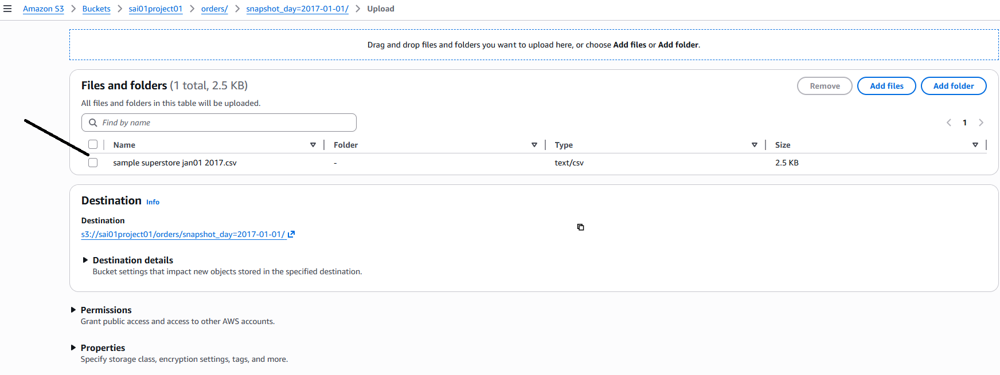 Amazon S3 > Buckets > sai01project01 > orders/ > snapshot_day=2017-01-01/ > Upload
Drag and drop files and folders you want to upload here, or choose Add files or Add folder.
Files and folders (1 total, 2.5 KB)
Remove Add files Add folder
All files and folders in this table will be uploaded.
Find by name
1
Name Folder Type Size
sample superstore jan01 2017.csv - text/csv 2.5 KB
Destination Info
Destination
s3://sai01project01/orders/snapshot_day=2017-01-01/
Destination details
Bucket settings that impact new objects stored in the specified destination.
Permissions
Grant public access and access to other AWS accounts.
Properties
Specify storage class, encryption settings, tags, and more.